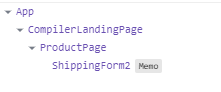 App
CompilerLandingPage
ProductPage
ShippingForm2 Memo